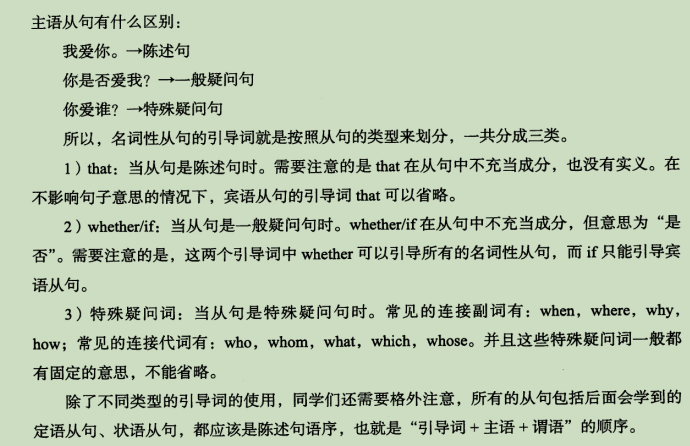 主语从句有什么区别：
我爱你。→陈述句
你是否爱我？→一般疑问句
你爱谁？→特殊疑问句
所以，名词性从句的引导词就是按照从句的类型来划分，一共分成三类。
1）that：当从句是陈述句时。需要注意的是 that 在从句中不充当成分，也没有实义。在
不影响句子意思的情况下，宾语从句的引导词 that 可以省略。
2）whether/if：当从句是一般疑问句时。whether/if 在从句中不充当成分，但意思为“是
否”。需要注意的是，这两个引导词中 whether 可以引导所有的名词性从句，而 if 只能引导宾
语从句。
3）特殊疑问词：当从句是特殊疑问句时。常见的连接副词有：when，where，why，
how；常见的连接代词有：who，whom，what，which，whose。并且这些特殊疑问词一般都
有固定的意思，不能省略。
除了不同类型的引导词的使用，同学们还需要格外注意，所有的从句包括后面会学到的
定语从句、状语从句，都应该是陈述句语序，也就是“引导词 + 主语 + 谓语”的顺序。